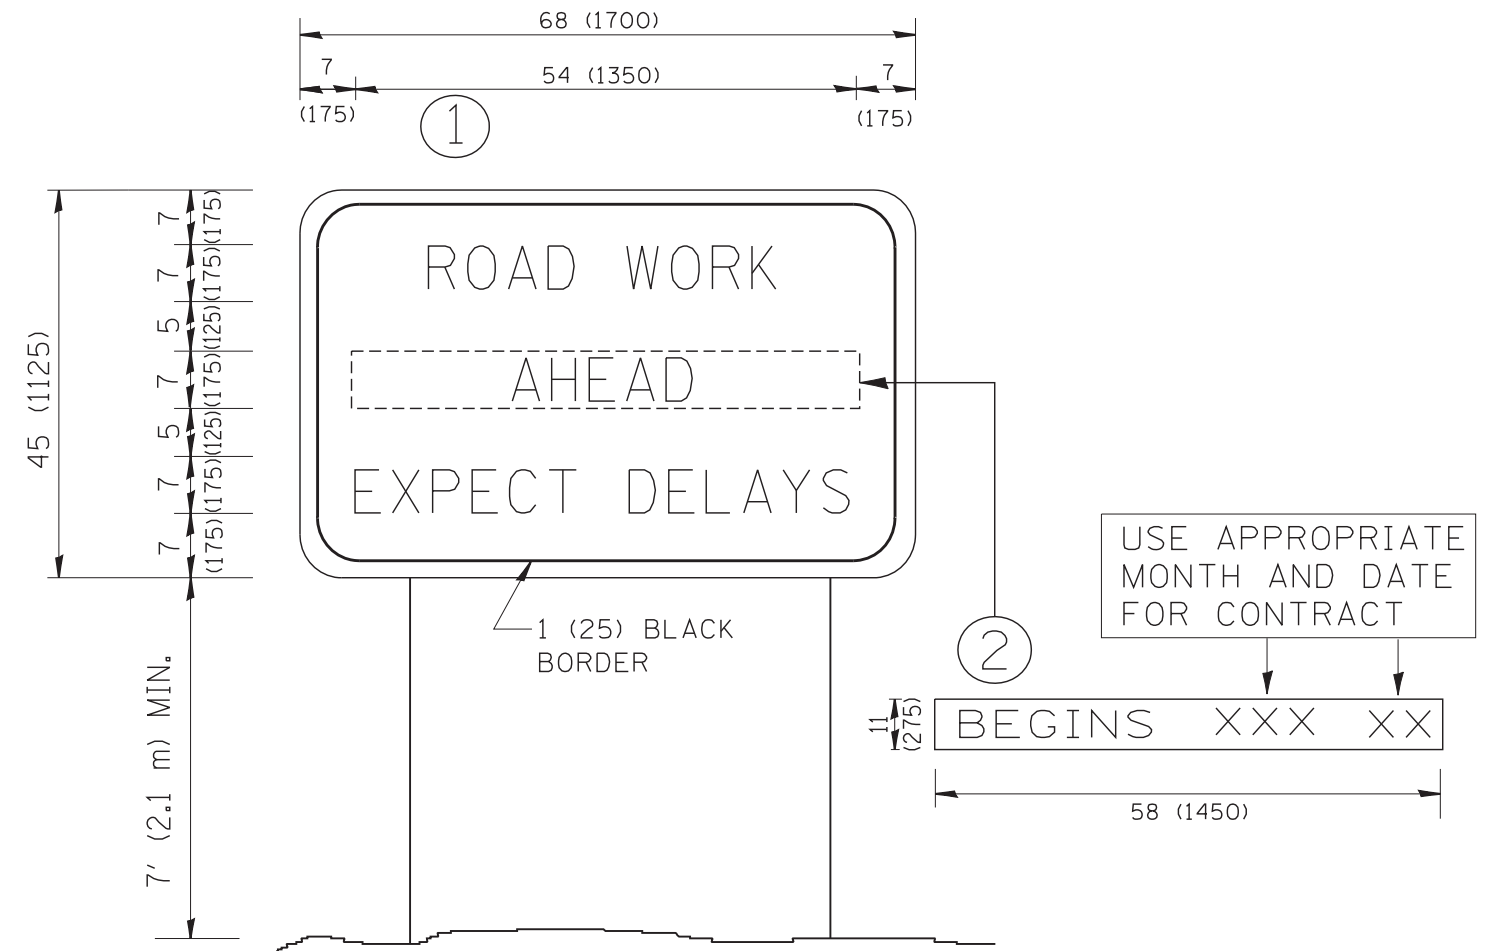 68 (1700)
7
54 (1350)
7
(175)
(175)
1
45 (1125)
7
(175)
7
(175)
5
(125)
7
(175)
5
(125)
7
(175)
7
(175)
ROAD WORK
AHEAD
EXPECT DELAYS
1 (25) BLACK
BORDER
7' (2.1 m) MIN.
2
USE APPROPRIATE
MONTH AND DATE
FOR CONTRACT
11
(275)
BEGINS XXX XX
58 (1450)